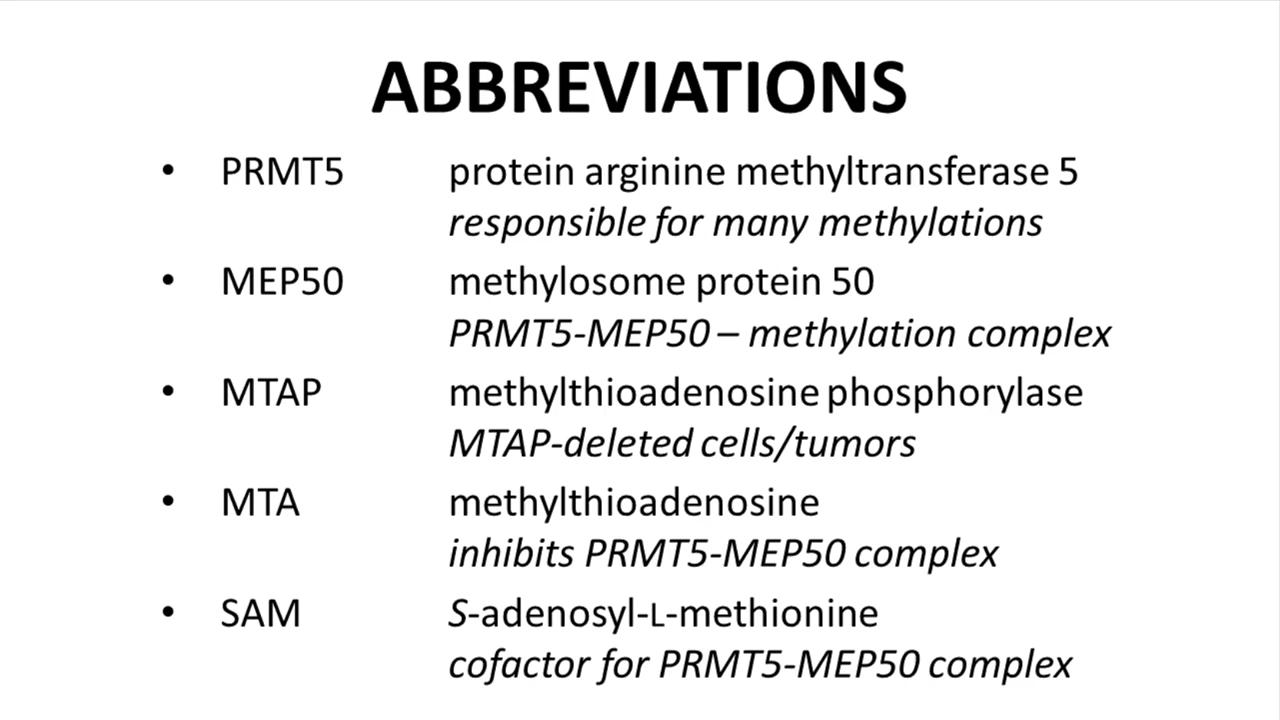 ABBREVIATIONS
• PRMT5 protein arginine methyltransferase 5
responsible for many methylations
• MEP50 methylosome protein 50
PRMT5-MEP50 – methylation complex
• MTAP methylthioadenosine phosphorylase
MTAP-deleted cells/tumors
• MTA methylthioadenosine
inhibits PRMT5-MEP50 complex
• SAM S-adenosyl-L-methionine
cofactor for PRMT5-MEP50 complex